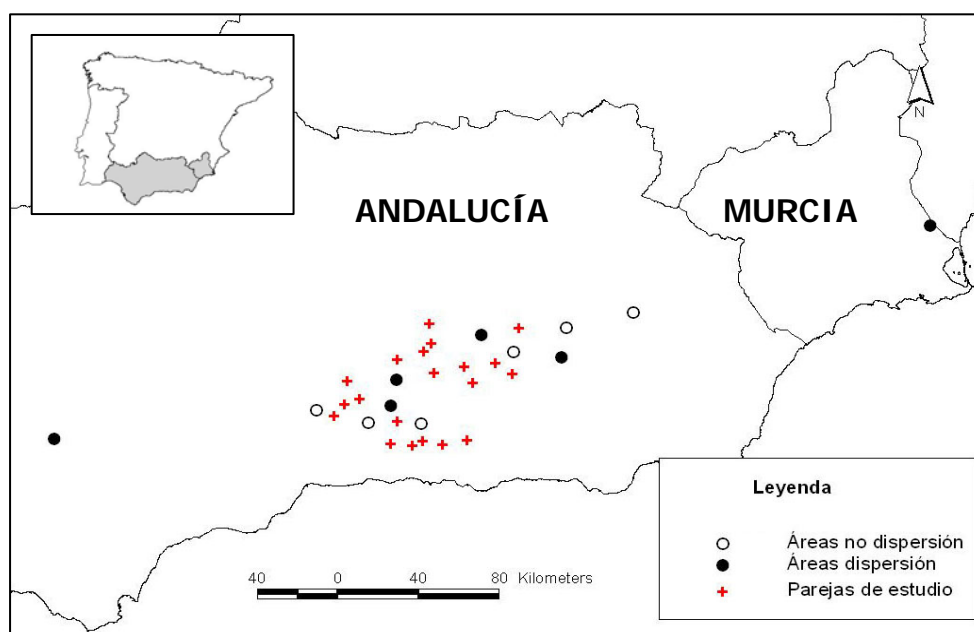 N
ANDALUCÍA
MURCIA
Leyenda
Áreas no dispersión
Áreas dispersión
Parejas de estudio
40 0 40 80 Kilometers